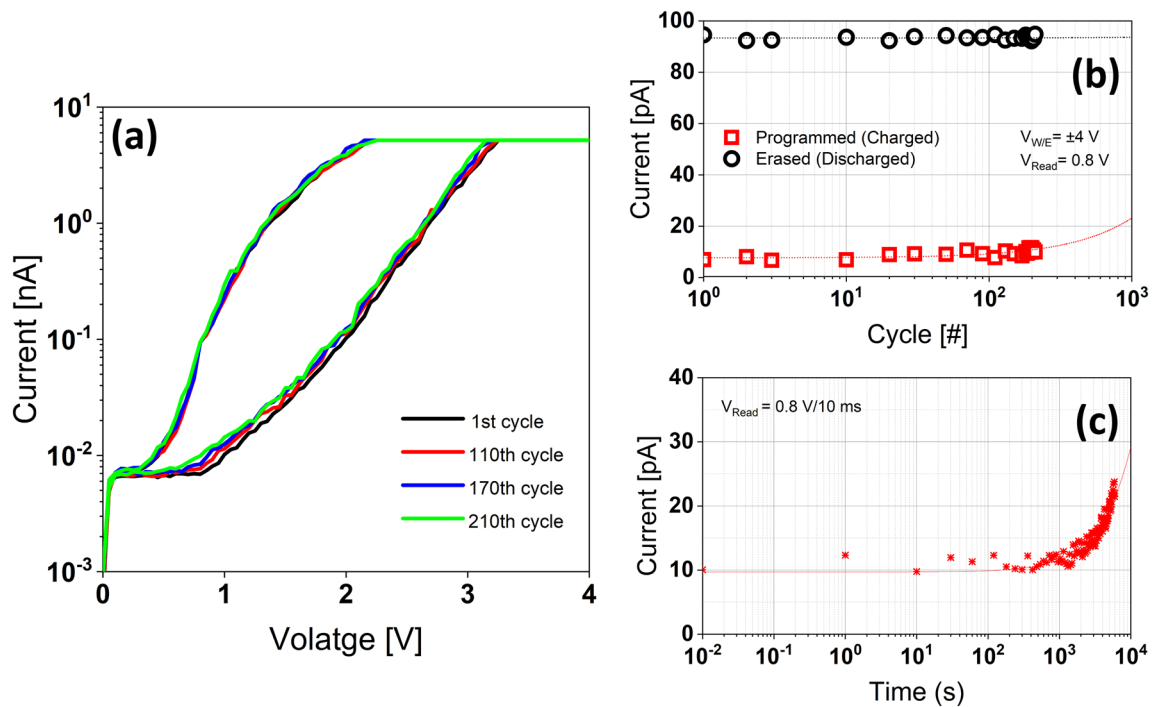 (a)
10^1
10^0
10^-1
10^-2
10^-3
Current [nA]
0 1 2 3 4
Volatge [V]
1st cycle
110th cycle
170th cycle
210th cycle
(b)
100
80
60
40
20
0
Current [pA]
Programmed (Charged)
Erased (Discharged)
V_W/E= ±4 V
V_Read= 0.8 V
10^0 10^1 10^2 10^3
Cycle [#]
(c)
40
30
20
10
0
Current [pA]
V_Read = 0.8 V/10 ms
10^-2 10^-1 10^0 10^1 10^2 10^3 10^4
Time (s)